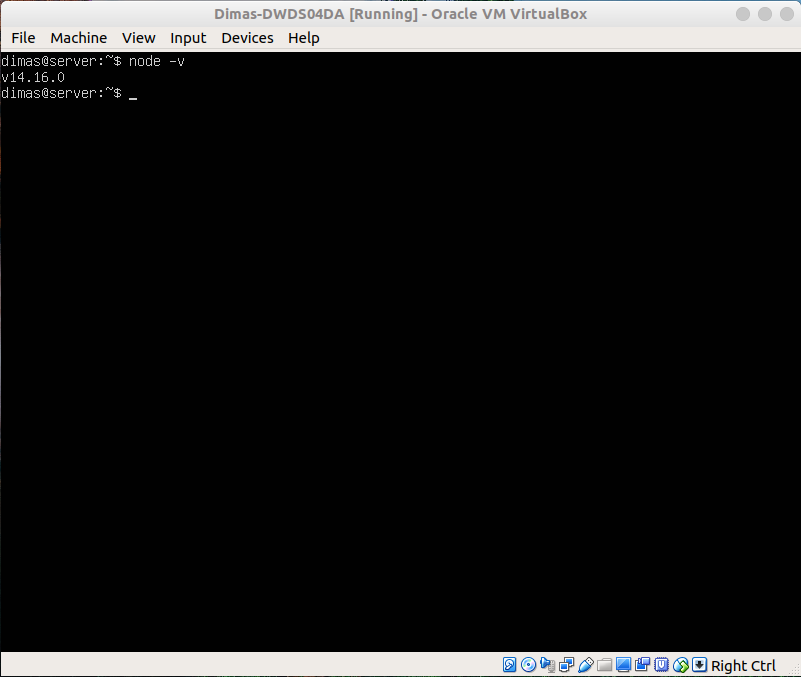 Dimas-DWDS04DA [Running] - Oracle VM VirtualBox
File Machine View Input Devices Help
dimas@server:~$ node -v
v14.16.0
dimas@server:~$ _
Right Ctrl